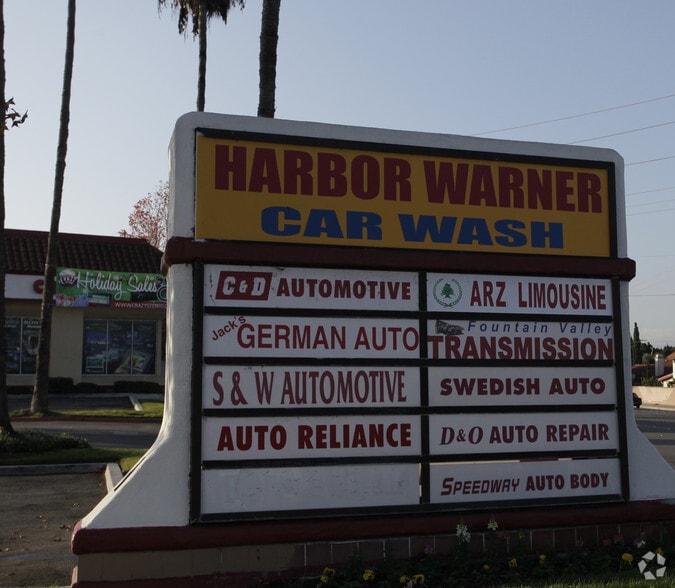 HARBOR WARNER
CAR WASH
C&D AUTOMOTIVE
ARZ LIMOUSINE
Jack's GERMAN AUTO
Fountain Valley
TRANSMISSION
S & W AUTOMOTIVE
SWEDISH AUTO
AUTO RELIANCE
D&O AUTO REPAIR
SPEEDWAY AUTO BODY
Holiday Sales